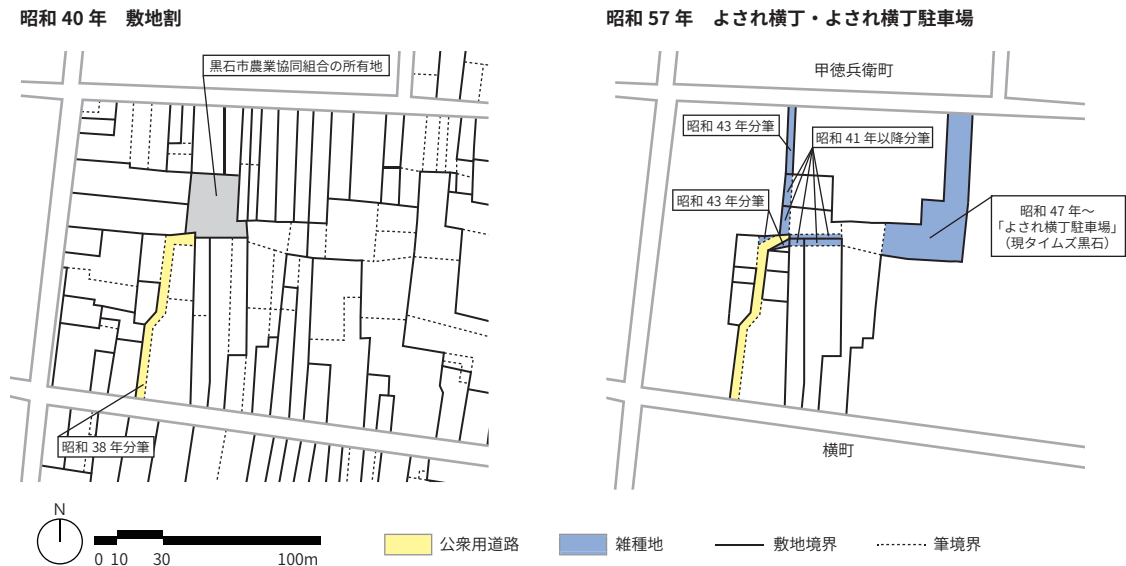 昭和 40 年　敷地割
黒石市農業協同組合の所有地
昭和 38 年分筆
昭和 57 年　よされ横丁・よされ横丁駐車場
甲徳兵衛町
昭和 43 年分筆
昭和 41 年以降分筆
昭和 43 年分筆
昭和 47 年～
「よされ横丁駐車場」
（現タイムズ黒石）
横町
N
0 10 30 100m
公衆用道路
雑種地
敷地境界
筆境界